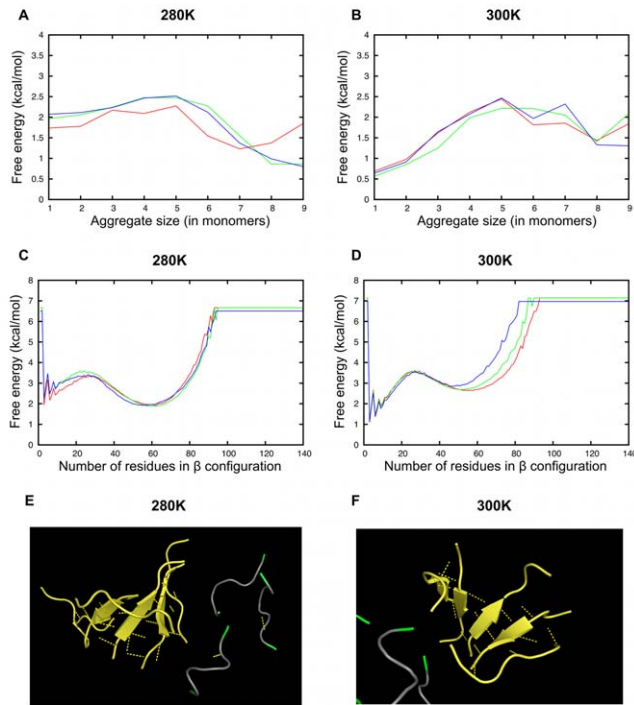 A
280K
4
3.5
3
2.5
2
1.5
1
0.5
0
Free energy (kcal/mol)
1 2 3 4 5 6 7 8 9
Aggregate size (in monomers)
B
300K
4
3.5
3
2.5
2
1.5
1
0.5
0
Free energy (kcal/mol)
1 2 3 4 5 6 7 8 9
Aggregate size (in monomers)
C
280K
8
7
6
5
4
3
2
1
0
Free energy (kcal/mol)
0 20 40 60 80 100 120 140
Number of residues in β configuration
D
300K
8
7
6
5
4
3
2
1
0
Free energy (kcal/mol)
0 20 40 60 80 100 120 140
Number of residues in β configuration
E
280K
F
300K